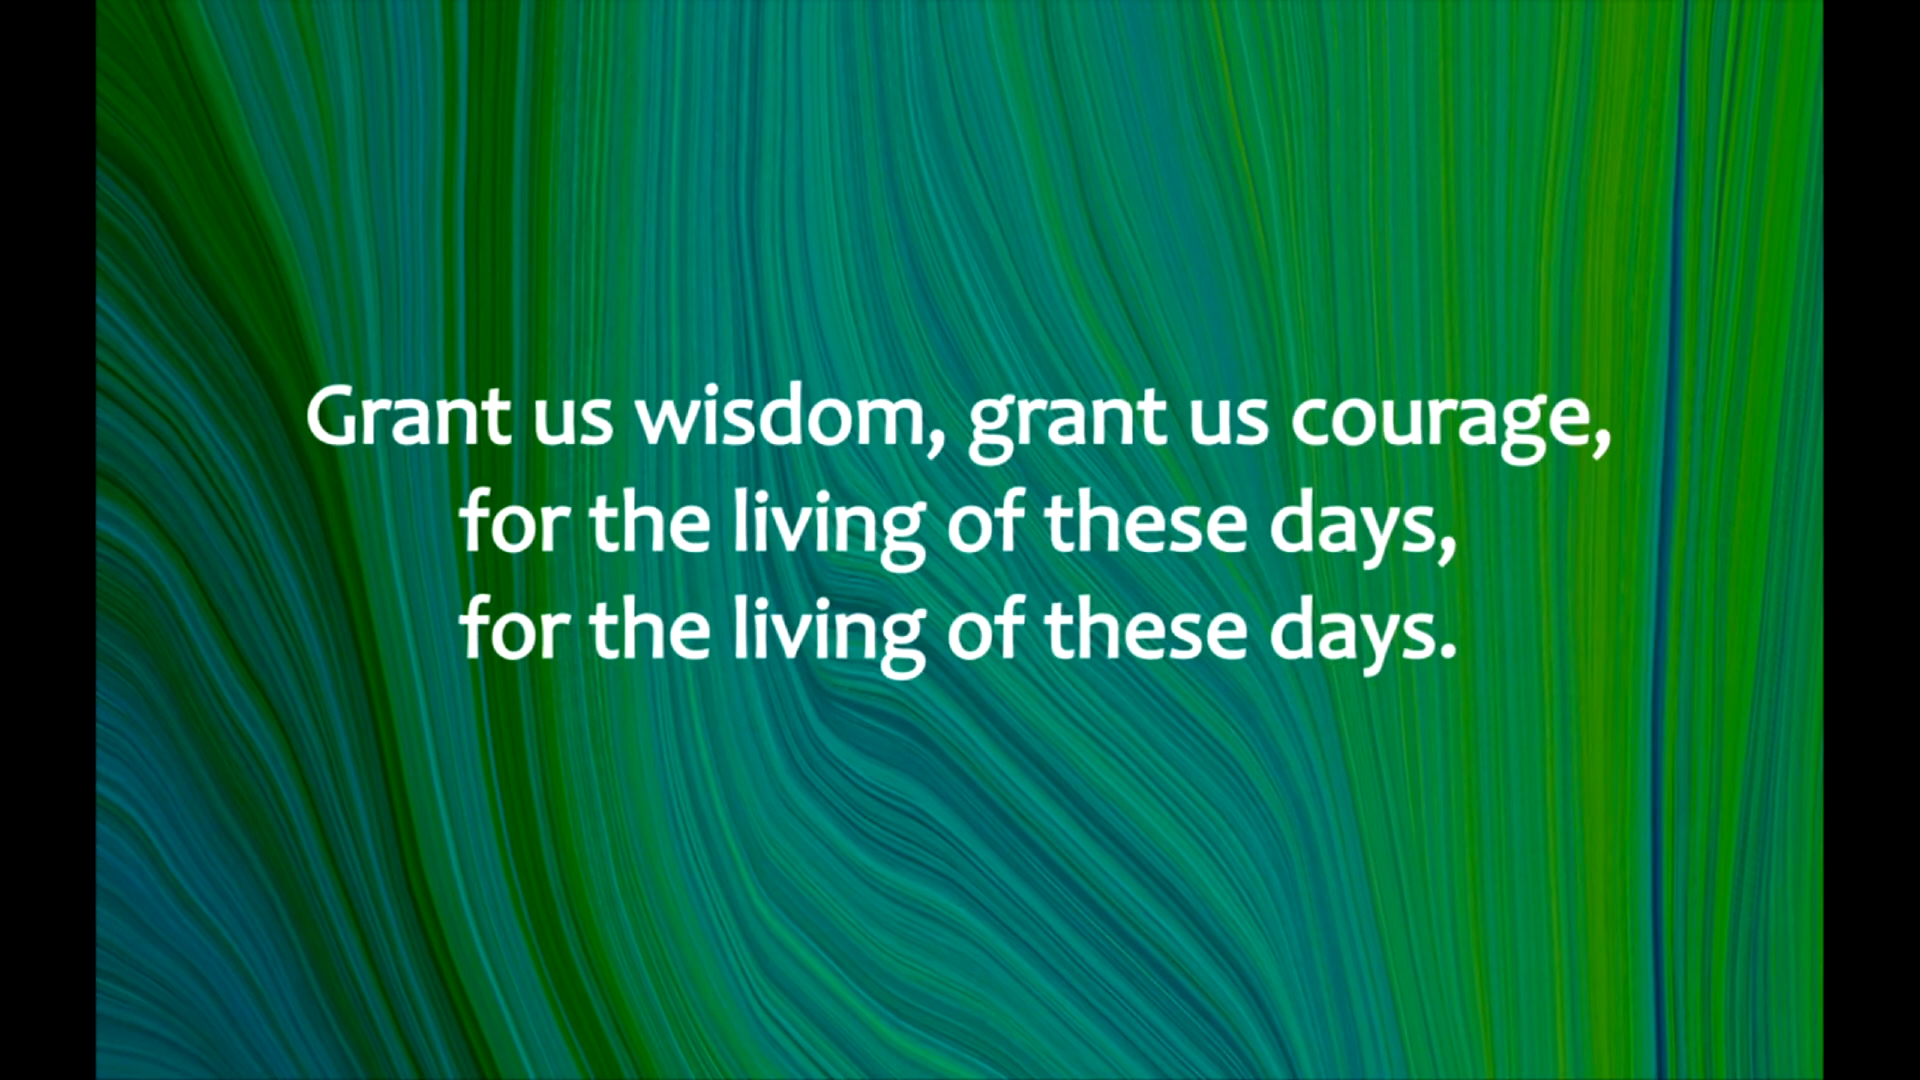 Grant us wisdom, grant us courage,
for the living of these days,
for the living of these days.